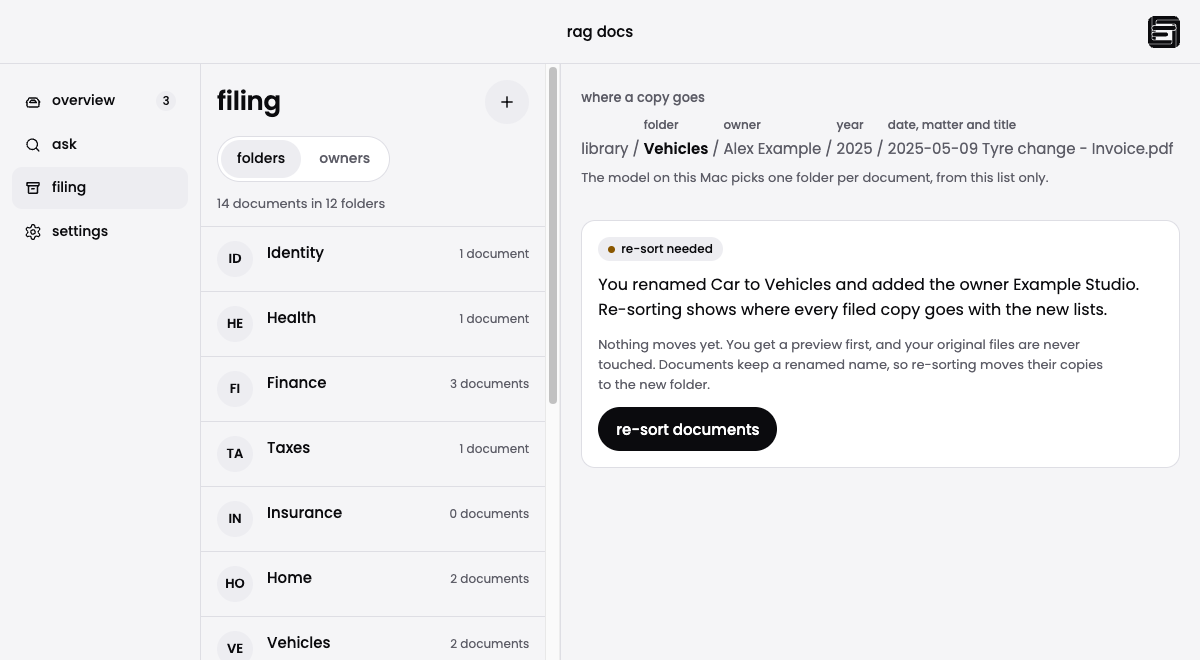 rag docs
overview 3
ask
filing
settings
filing
+
folders owners
14 documents in 12 folders
ID Identity 1 document
HE Health 1 document
FI Finance 3 documents
TA Taxes 1 document
IN Insurance 0 documents
HO Home 2 documents
VE Vehicles 2 documents
where a copy goes
folder owner year date, matter and title
library / Vehicles / Alex Example / 2025 / 2025-05-09 Tyre change - Invoice.pdf
The model on this Mac picks one folder per document, from this list only.
re-sort needed
You renamed Car to Vehicles and added the owner Example Studio.
Re-sorting shows where every filed copy goes with the new lists.
Nothing moves yet. You get a preview first, and your original files are never
touched. Documents keep a renamed name, so re-sorting moves their copies
to the new folder.
re-sort documents